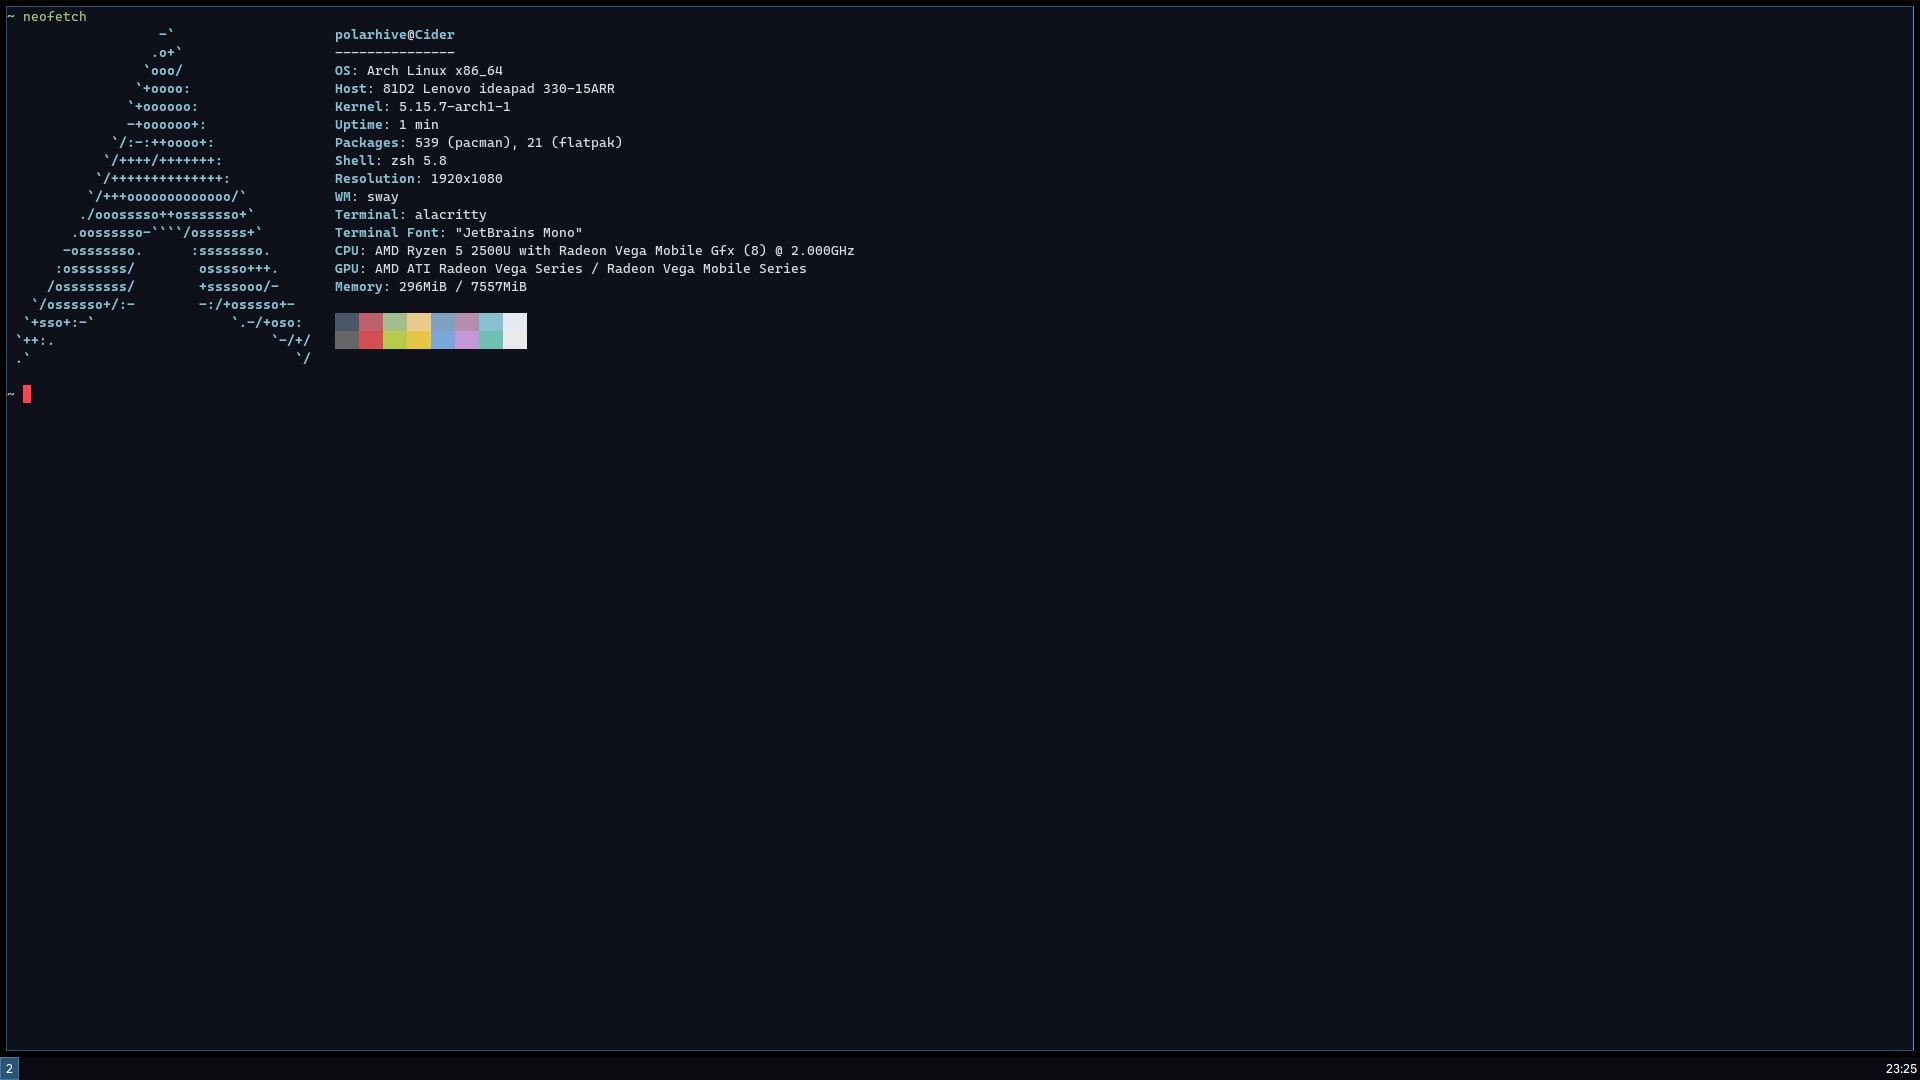 ~ neofetch
                   -`                    polarhive@Cider
                  .o+`                   ---------------
                 `ooo/                   OS: Arch Linux x86_64
                `+oooo:                  Host: 81D2 Lenovo ideapad 330-15ARR
               `+oooooo:                 Kernel: 5.15.7-arch1-1
               -+oooooo+:                Uptime: 1 min
             `/:-:++oooo+:               Packages: 539 (pacman), 21 (flatpak)
            `/++++/+++++++:              Shell: zsh 5.8
           `/++++++++++++++:             Resolution: 1920x1080
          `/+++ooooooooooooo/`           WM: sway
         ./ooosssso++osssssso+`          Terminal: alacritty
        .oossssso-````/ossssss+`         Terminal Font: "JetBrains Mono"
       -osssssso.      :ssssssso.        CPU: AMD Ryzen 5 2500U with Radeon Vega Mobile Gfx (8) @ 2.000GHz
      :osssssss/        osssso+++.       GPU: AMD ATI Radeon Vega Series / Radeon Vega Mobile Series
     /ossssssss/        +ssssooo/-       Memory: 296MiB / 7557MiB
   `/ossssso+/:-        -:/+osssso+-
  `+sso+:-`                 `.-/+oso:
 `++:.                           `-/+/
 .`                                 `/
~
2
23:25